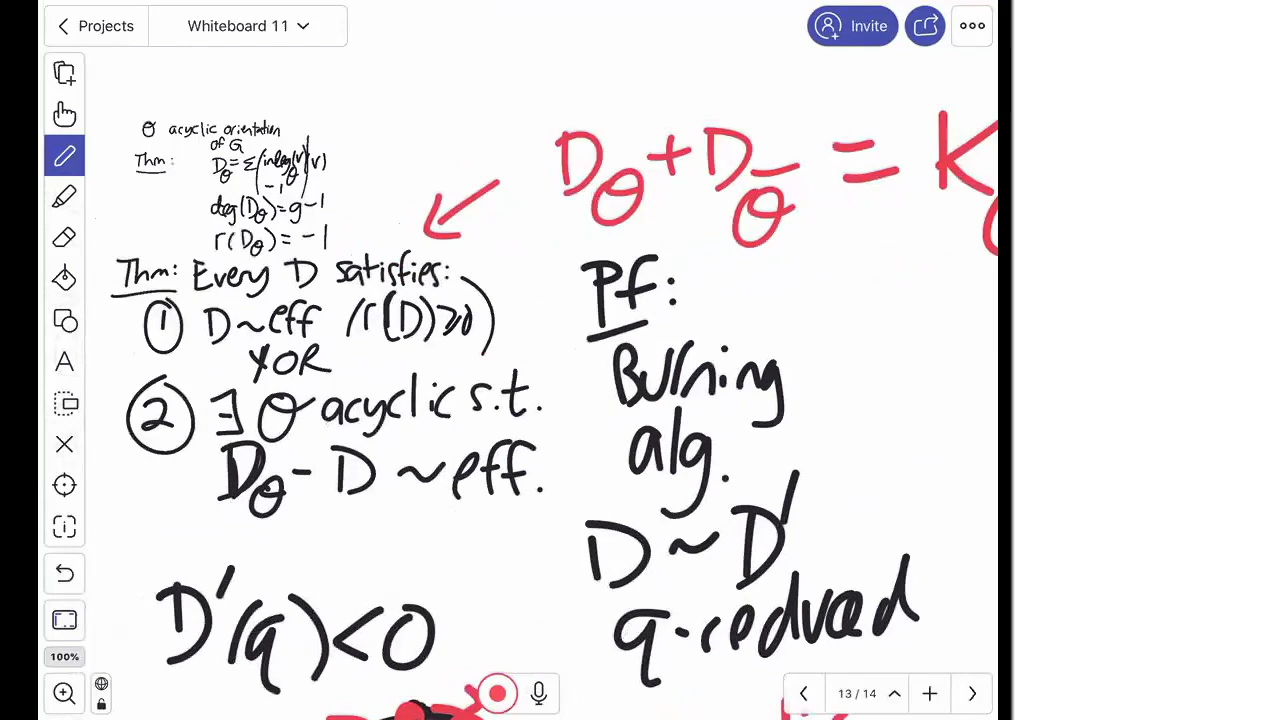 Projects
Whiteboard 11
Invite
θ acyclic orientation
of G
Thm: D_θ = Σ(indeg_θ(v) - 1)(v)
deg(D_θ) = g-1
r(D_θ) = -1
Thm: Every D satisfies:
① D ~ eff (r(D) ≥ 0)
XOR
② ∃ θ acyclic s.t.
D_θ - D ~ eff.
D'(q) < 0
D_θ + D_θ̄ = K
Pf:
Burning
alg.
D ~ D'
q-reduced
A
100%
13 / 14